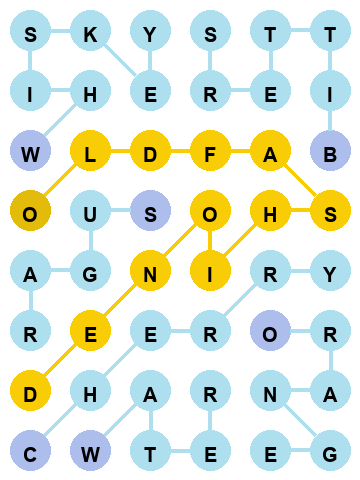 S K Y S T T
I H E R E I
W L D F A B
O U S O H S
A G N I R Y
R E E R O R
D H A R N A
C W T E E G